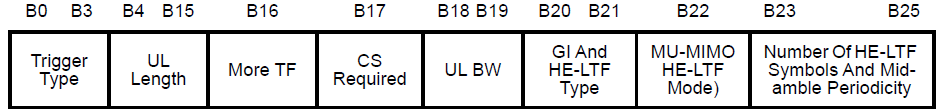 B0 B3 B4 B15 B16 B17 B18 B19 B20 B21 B22 B23 B25
Trigger
Type
UL
Length
More TF
CS
Required
UL BW
GI And
HE-LTF
Type
MU-MIMO
HE-LTF
Mode)
Number Of HE-LTF
Symbols And Mid-
amble Periodicity